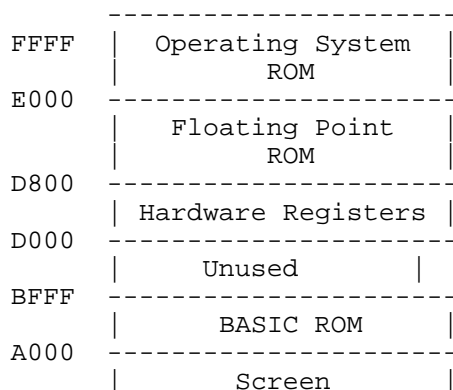 ----------------------
FFFF | Operating System |
| ROM |
E000 ----------------------
| Floating Point |
| ROM |
D800 ----------------------
| Hardware Registers |
D000 ----------------------
| Unused |
BFFF ----------------------
| BASIC ROM |
A000 ----------------------
| Screen |